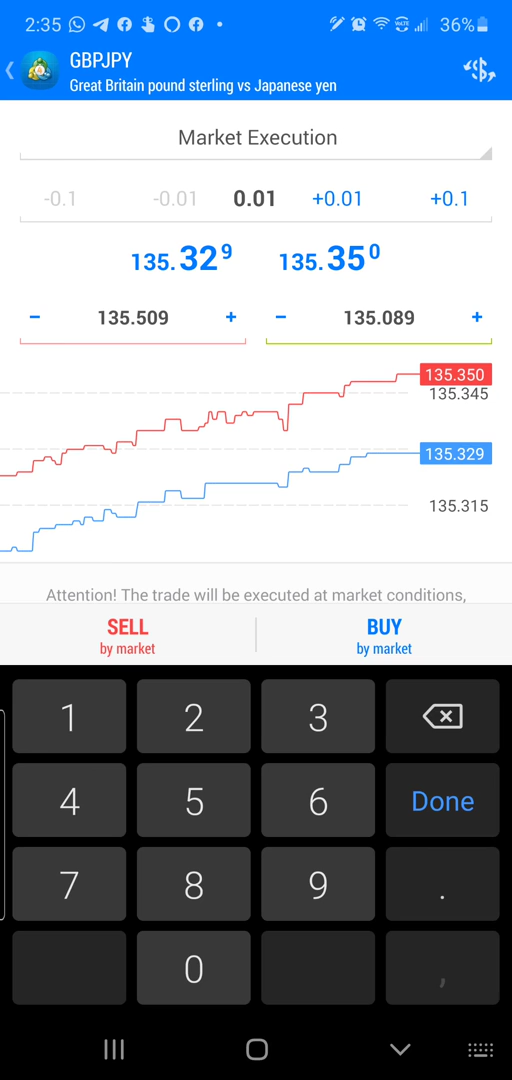 2:35 36%
GBPJPY
Great Britain pound sterling vs Japanese yen
Market Execution
-0.1 -0.01 0.01 +0.01 +0.1
135.329 135.350
- 135.509 + - 135.089 +
135.350
135.345
135.329
135.315
Attention! The trade will be executed at market conditions,
SELL BUY
by market by market
1 2 3
4 5 6 Done
7 8 9 .
0 ,